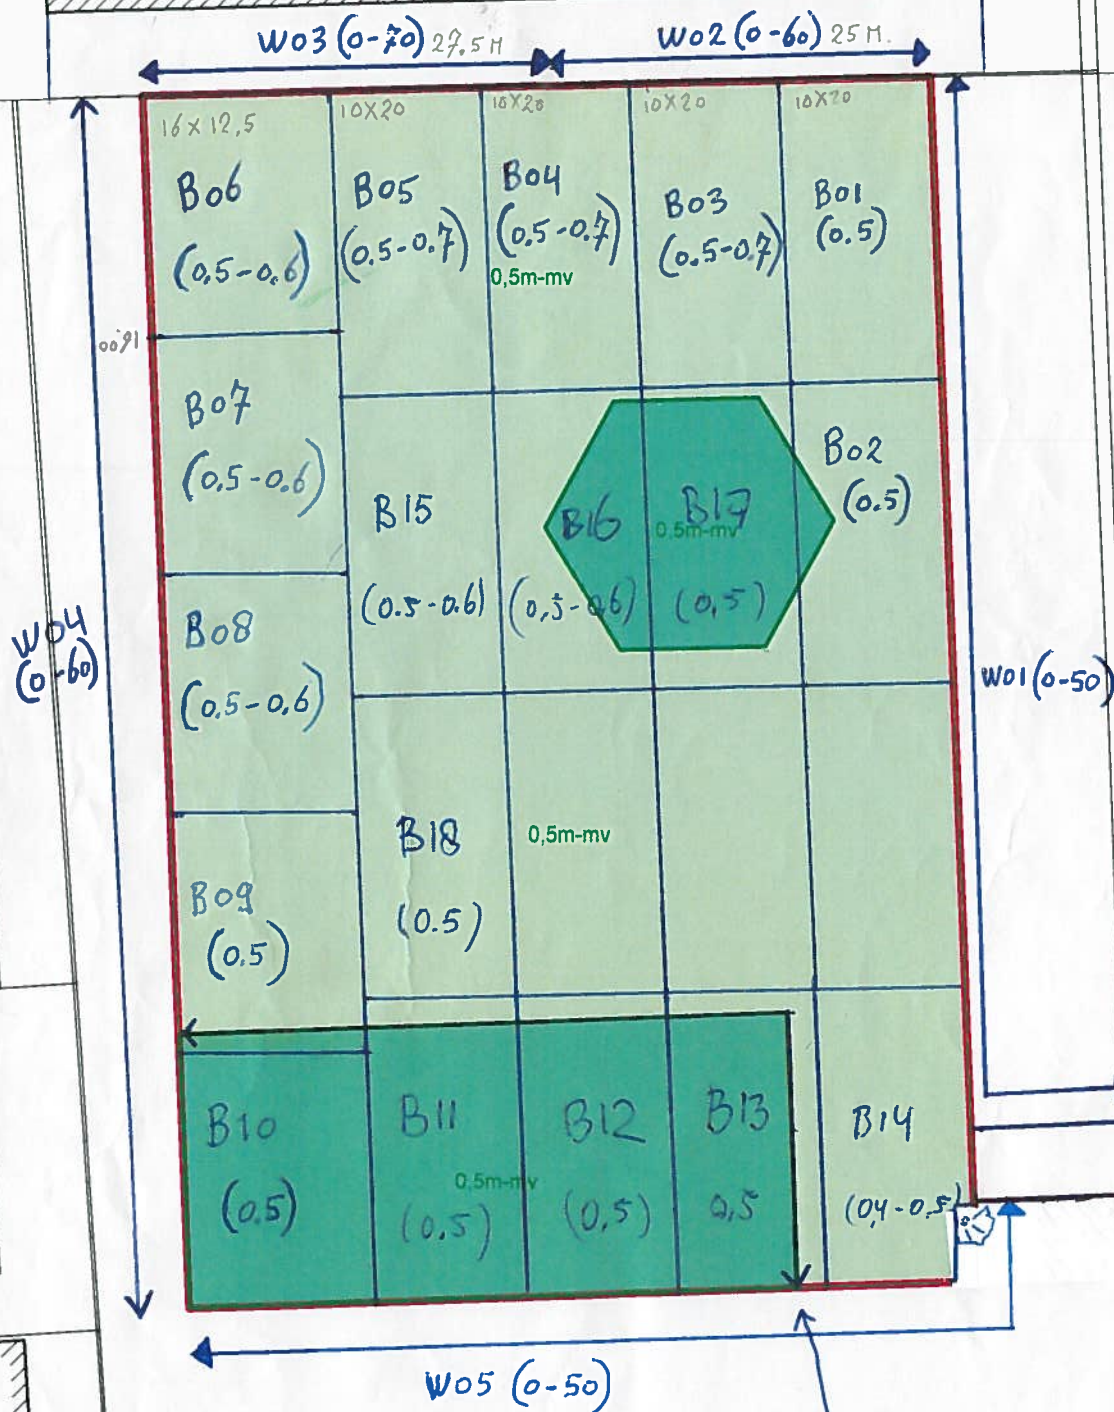 W03 (0-70) 27.5 M
W02 (0-60) 25 M.
16 X 12,5
10X20
10X20
10X20
10X20
B06
(0.5-0.6)
B05
(0.5-0.7)
B04
(0.5-0.7)
0,5m-mv
B03
(0.5-0.7)
B01
(0.5)
B07
(0.5-0.6)
B15
(0.5-0.6)
B16
(0,5-0,6)
B17
0,5m-mv
(0,5)
B02
(0.5)
W04
(0-60)
B08
(0.5-0,6)
W01 (0-50)
B18
(0.5)
0,5m-mv
B09
(0.5)
B10
(0.5)
B11
0,5m-mv
(0.5)
B12
(0,5)
B13
0,5
B14
(0,4-0,5)
W05 (0-50)